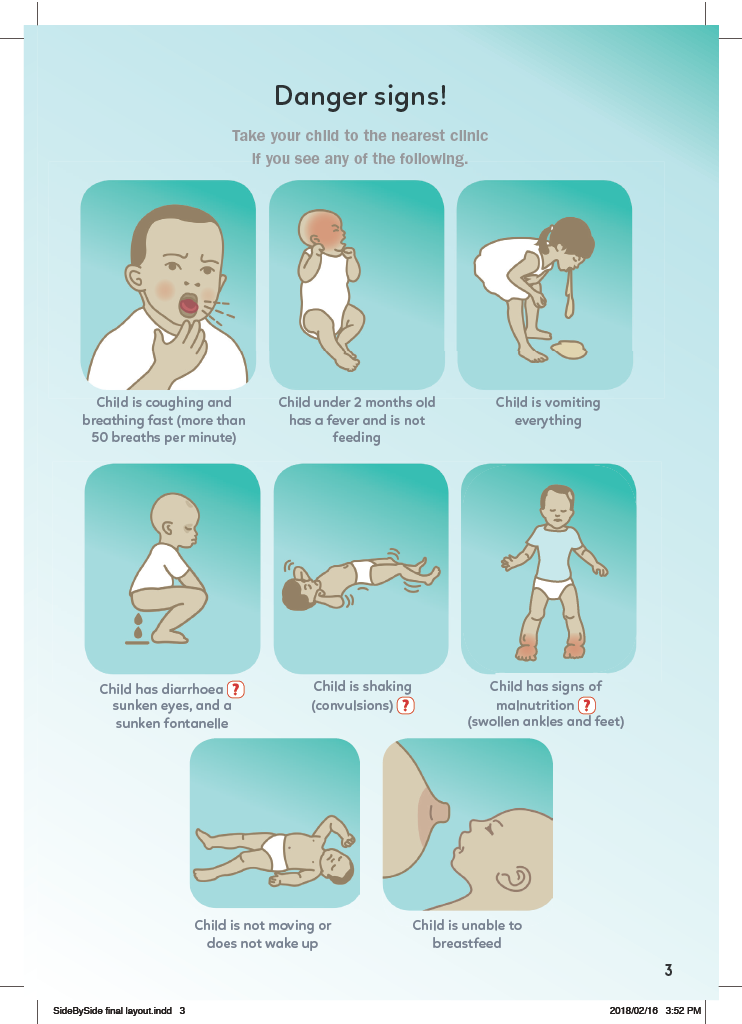 Danger signs!
Take your child to the nearest clinic
if you see any of the following.
Child is coughing and
breathing fast (more than
50 breaths per minute)
Child under 2 months old
has a fever and is not
feeding
Child is vomiting
everything
Child has diarrhoea ?
sunken eyes, and a
sunken fontanelle
Child is shaking
(convulsions) ?
Child has signs of
malnutrition ?
(swollen ankles and feet)
Child is not moving or
does not wake up
Child is unable to
breastfeed
3
SideBySide final layout.indd 3
2018/02/16 3:52 PM